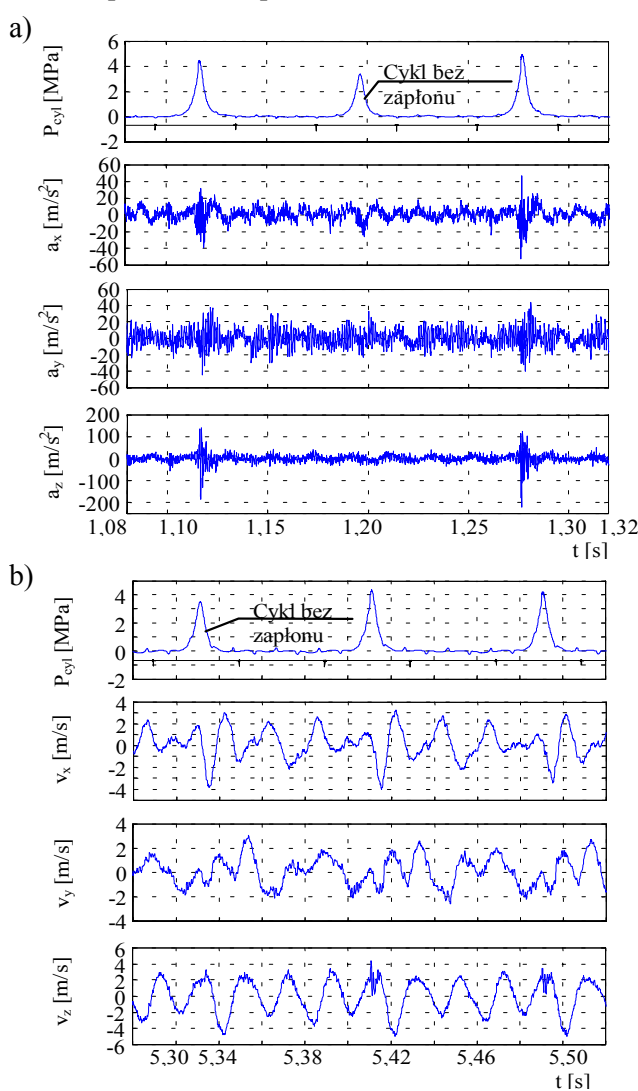 a)
6
4
2
0
-2
P_cyl [MPa]
Cykl bez
zapłonu
60
40
20
0
-20
-40
-60
a_x [m/s²]
60
40
20
0
-20
-40
-60
a_y [m/s²]
200
100
0
-100
-200
a_z [m/s²]
1,08 1,10 1,15 1,20 1,25 1,30 1,32
t [s]
b)
4
2
0
-2
P_cyl [MPa]
Cykl bez
zapłonu
4
2
0
-2
-4
v_x [m/s]
4
2
0
-2
-4
v_y [m/s]
6
4
2
0
-2
-4
-6
v_z [m/s]
5,30 5,34 5,38 5,42 5,46 5,50
t [s]